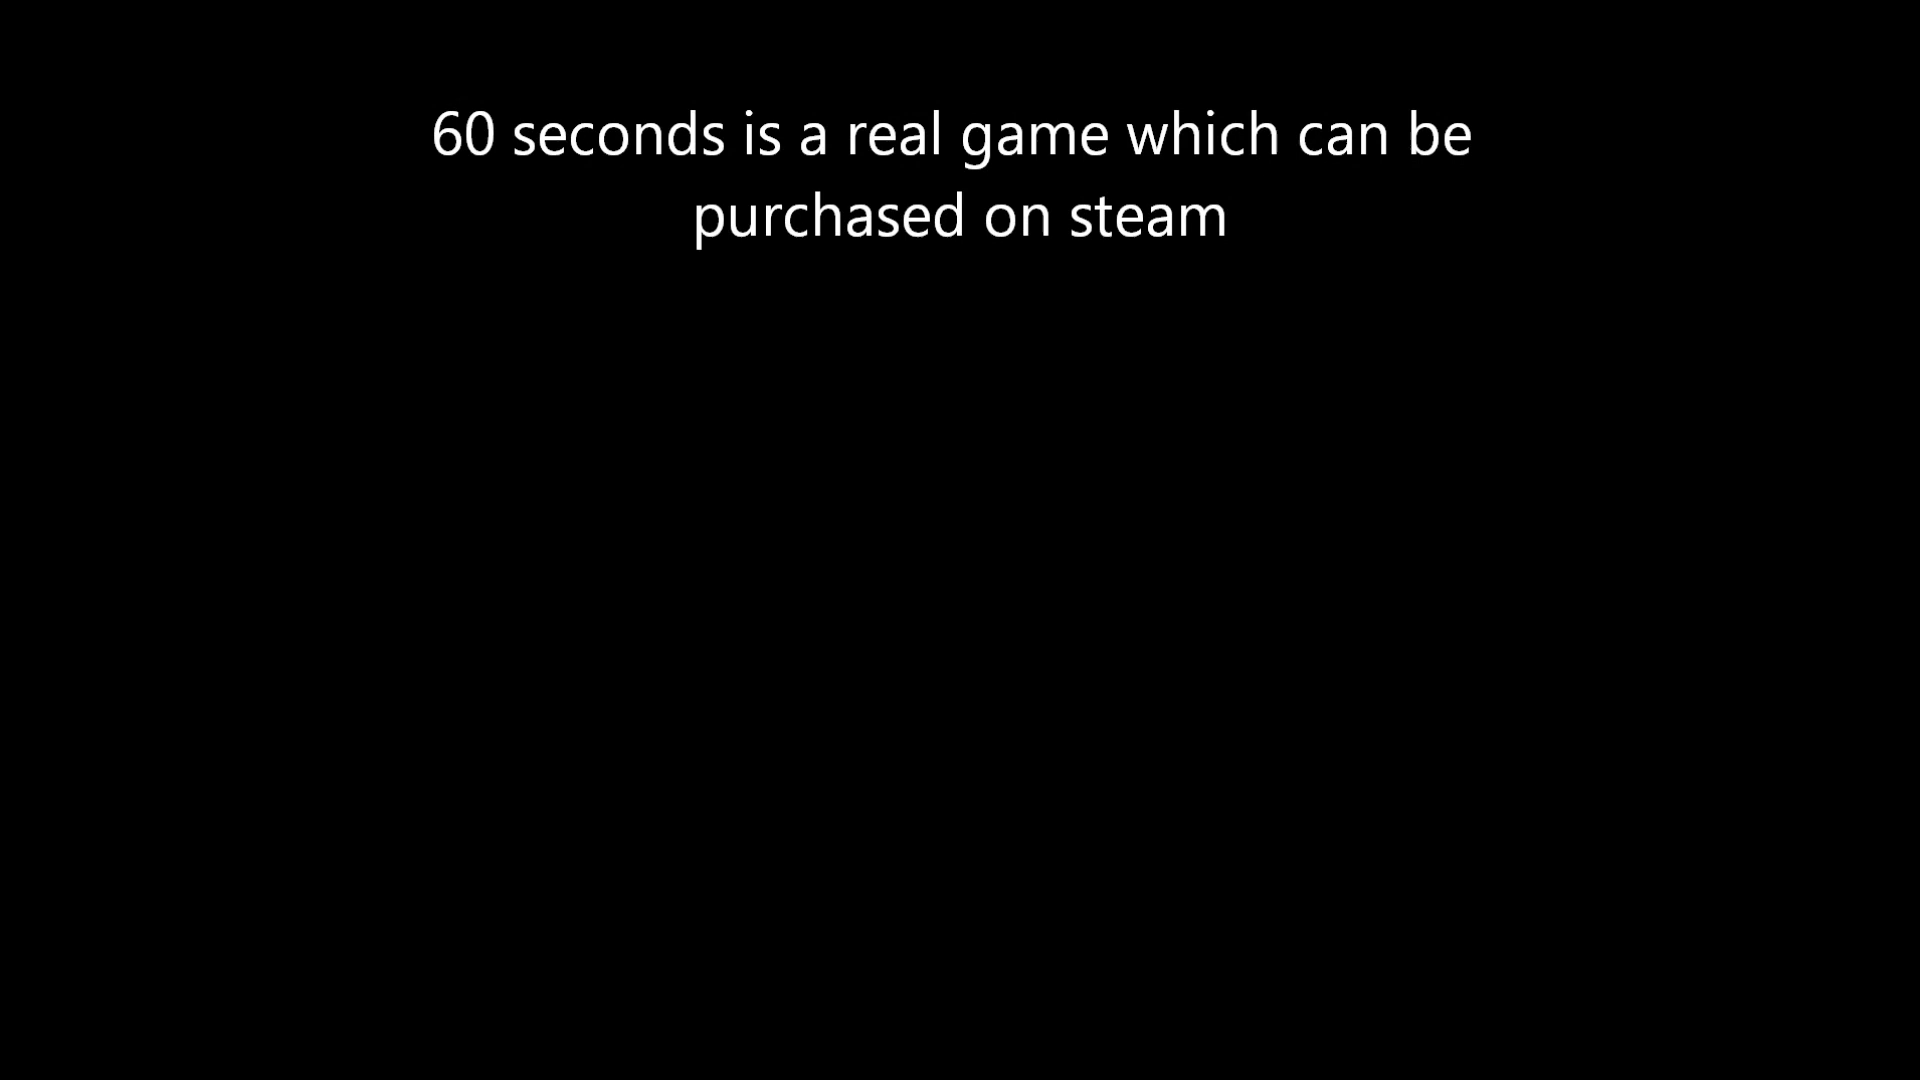 60 seconds is a real game which can be
purchased on steam